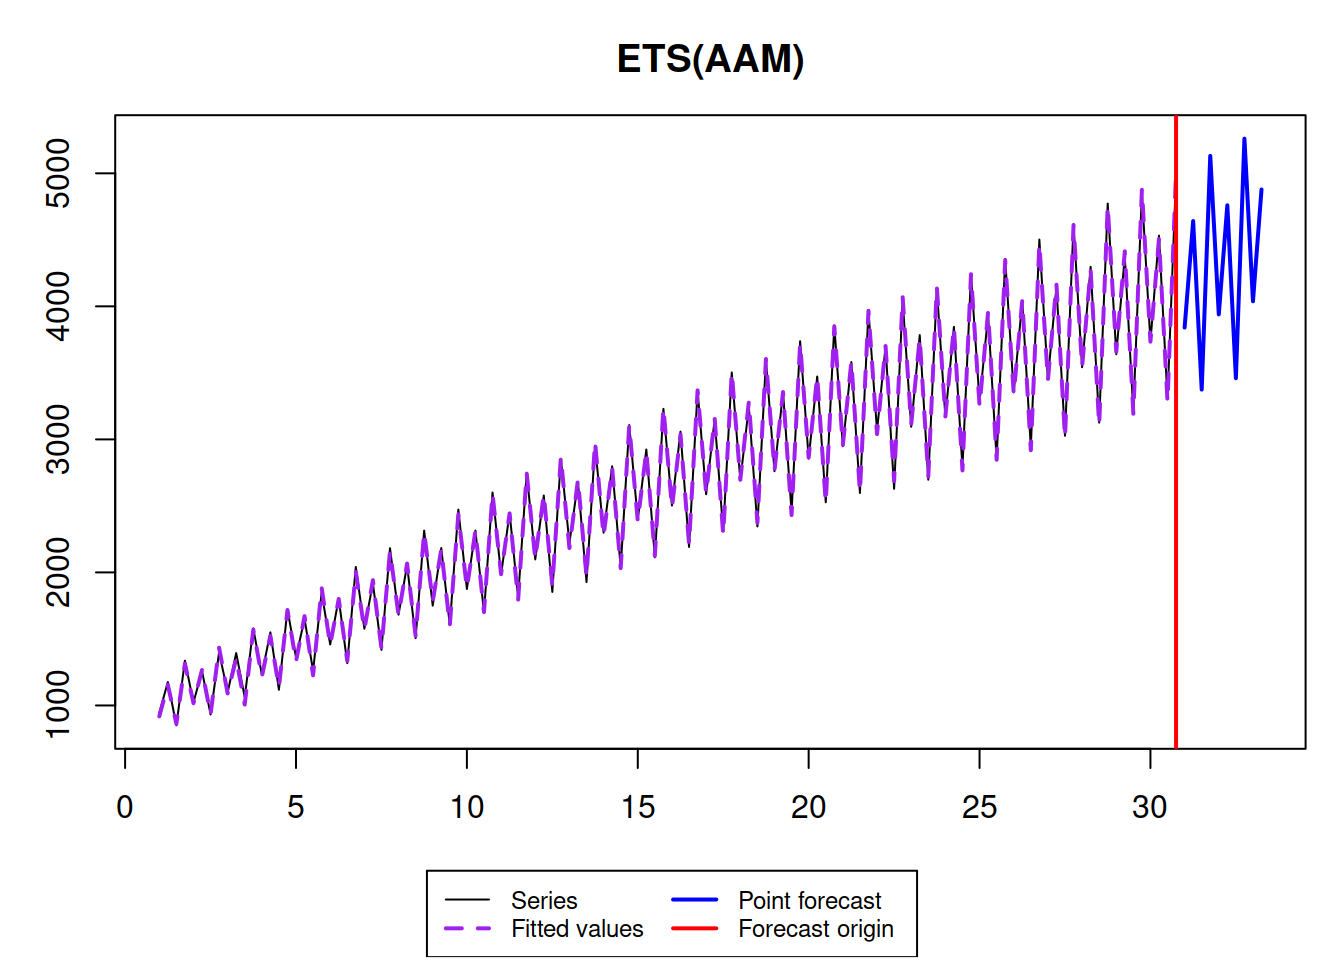 ETS(AAM)
5000
4000
3000
2000
1000
0 5 10 15 20 25 30
Series
Fitted values
Point forecast
Forecast origin